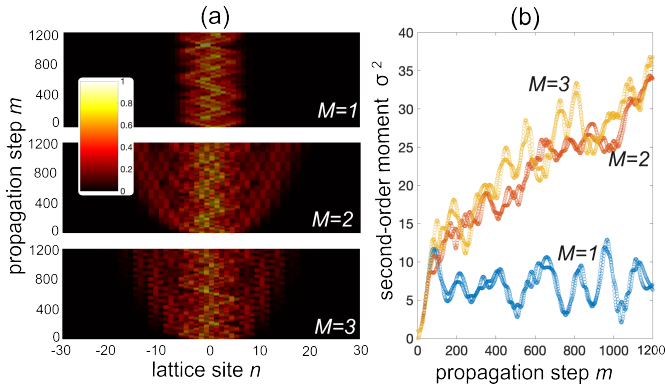 (a)
1200
800
400
0
1
0.8
0.6
0.4
0.2
0
M=1
1200
800
400
0
M=2
1200
800
400
0
M=3
-30 -20 -10 0 10 20 30
lattice site n
propagation step m
(b)
40
35
30
25
20
15
10
5
0
M=3
M=2
M=1
0 200 400 600 800 1000 1200
propagation step m
second-order moment σ²